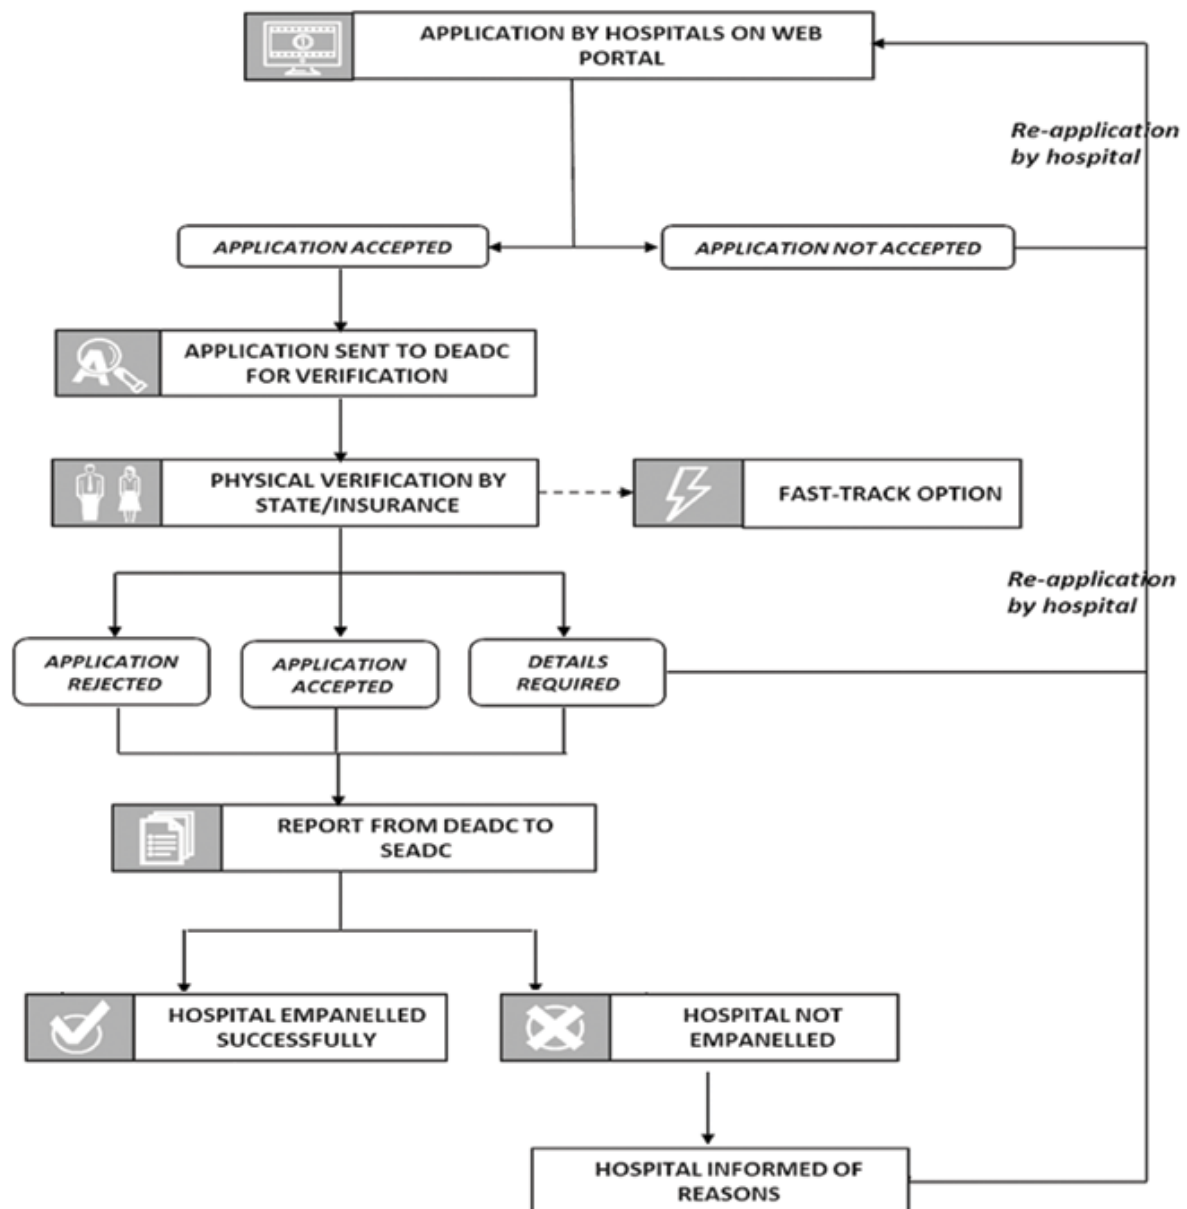 APPLICATION BY HOSPITALS ON WEB
PORTAL
Re-application
by hospital
APPLICATION ACCEPTED
APPLICATION NOT ACCEPTED
APPLICATION SENT TO DEADC
FOR VERIFICATION
PHYSICAL VERIFICATION BY
STATE/INSURANCE
FAST-TRACK OPTION
Re-application
by hospital
APPLICATION
REJECTED
APPLICATION
ACCEPTED
DETAILS
REQUIRED
REPORT FROM DEADC TO
SEADC
HOSPITAL EMPANELLED
SUCCESSFULLY
HOSPITAL NOT
EMPANELLED
HOSPITAL INFORMED OF
REASONS